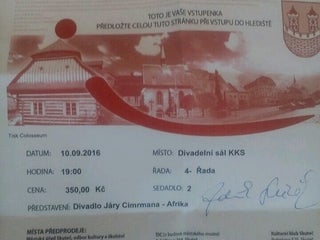 TOTO JE VAŠE VSTUPENKA
PŘEDLOŽTE CELOU TUTO STRÁNKU PŘI VSTUPU DO HLEDIŠTĚ
Tisk Colosseum
DATUM: 10.09.2016 MÍSTO: Divadelní sál KKS
HODINA: 19:00 ŘADA: 4- Řada
CENA: 350,00 Kč SEDADLO: 2
PŘEDSTAVENÍ: Divadlo Járy Cimrmana - Afrika
MÍSTA PŘEDPRODEJE: